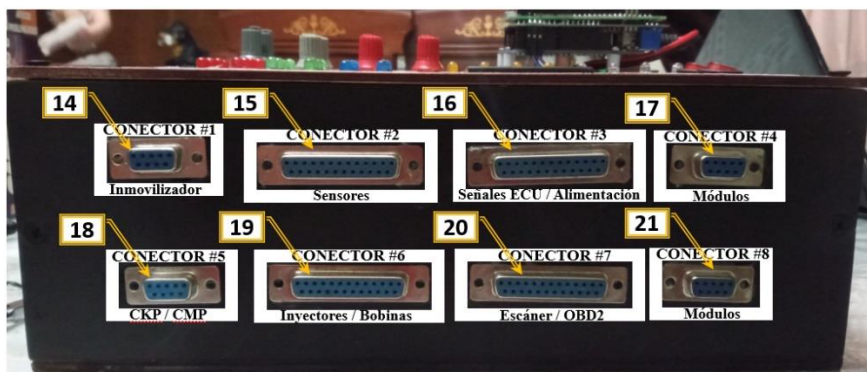 14 15 16 17
CONECTOR #1 CONECTOR #2 CONECTOR #3 CONECTOR #4
Inmovilizador Sensores Señales ECU / Alimentación Módulos
18 19 20 21
CONECTOR #5 CONECTOR #6 CONECTOR #7 CONECTOR #8
CKP / CMP Inyectores / Bobinas Escáner / OBD2 Módulos